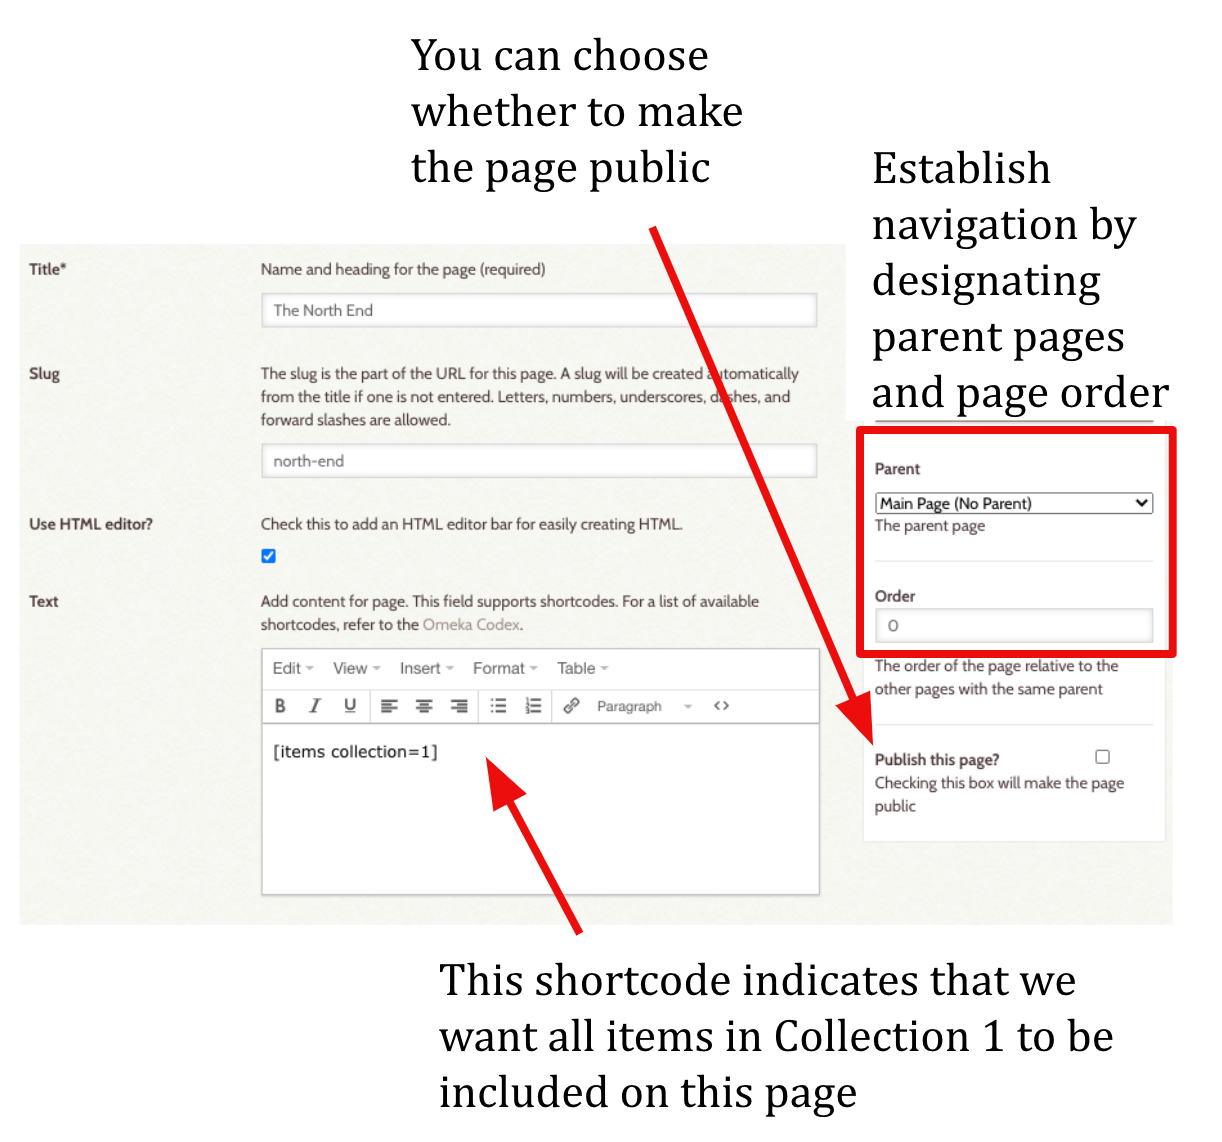 You can choose
whether to make
the page public
Establish
navigation by
designating
parent pages
and page order
Title*
Name and heading for the page (required)
The North End
Slug
The slug is the part of the URL for this page. A slug will be created automatically
from the title if one is not entered. Letters, numbers, underscores, dashes, and
forward slashes are allowed.
north-end
Use HTML editor?
Check this to add an HTML editor bar for easily creating HTML.
Text
Add content for page. This field supports shortcodes. For a list of available
shortcodes, refer to the Omeka Codex.
Edit View Insert Format Table
B I U Paragraph <>
[items collection=1]
Parent
Main Page (No Parent)
The parent page
Order
0
The order of the page relative to the
other pages with the same parent
Publish this page?
Checking this box will make the page
public
This shortcode indicates that we
want all items in Collection 1 to be
included on this page